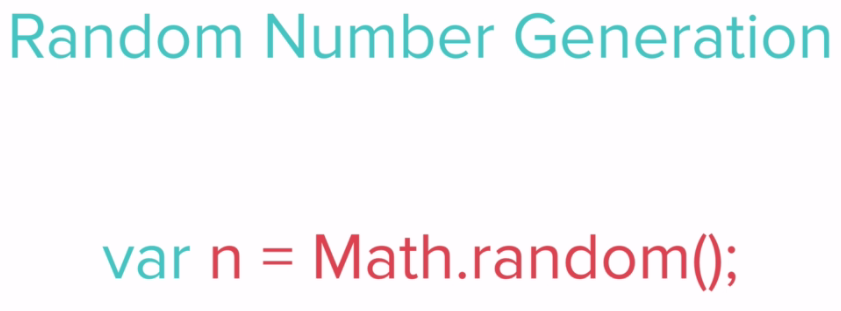 Random Number Generation
var n = Math.random();